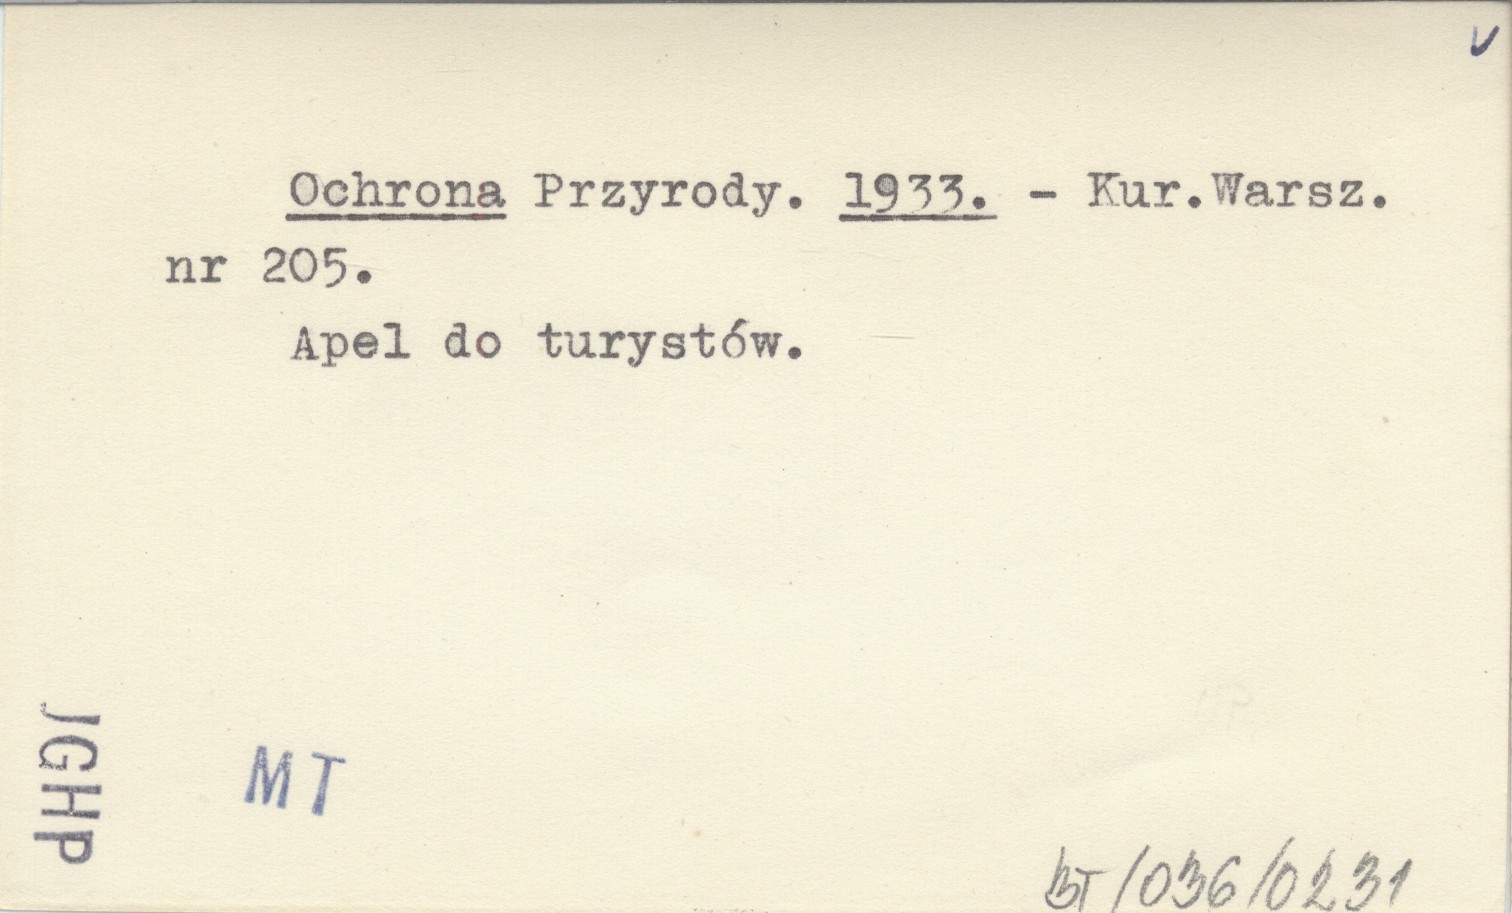 v
Ochrona Przyrody. 1933. - Kur.Warsz.
nr 205.
Apel do turystów.
JGHP
MT
BT/036/0231